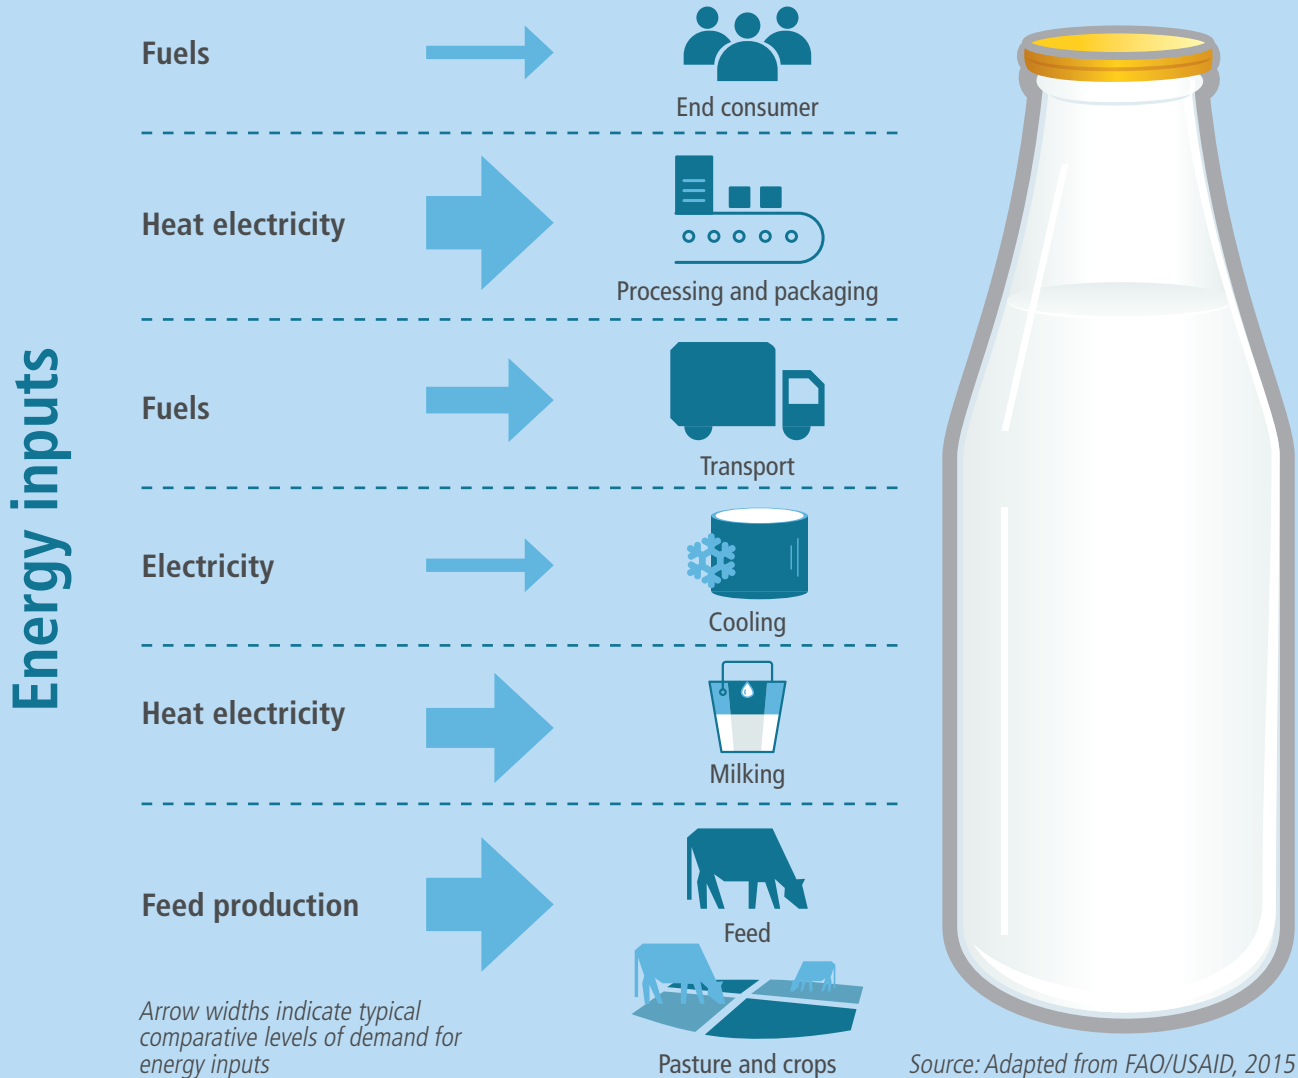 Energy inputs
Fuels
End consumer
Heat electricity
Processing and packaging
Fuels
Transport
Electricity
Cooling
Heat electricity
Milking
Feed production
Feed
Pasture and crops
Arrow widths indicate typical
comparative levels of demand for
energy inputs
Source: Adapted from FAO/USAID, 2015